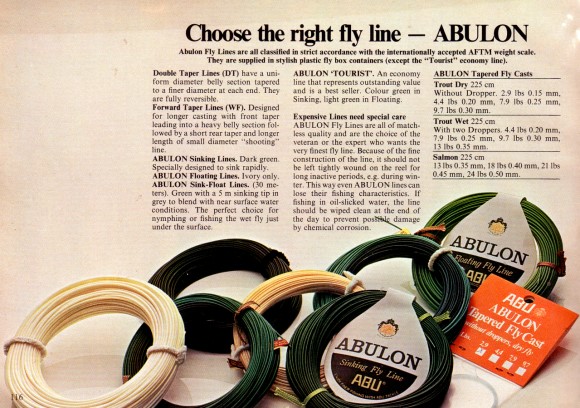 Choose the right fly line — ABULON
Abulon Fly Lines are all classified in strict accordance with the internationally accepted AFTM weight scale.
They are supplied in stylish plastic fly box containers (except the "Tourist" economy line).
Double Taper Lines (DT) have a uni-
form diameter belly section tapered
to a finer diameter at each end. They
are fully reversible.
Forward Taper Lines (WF). Designed
for longer casting with front taper
leading into a heavy belly section fol-
lowed by a short rear taper and longer
length of small diameter "shooting"
line.
ABULON Sinking Lines. Dark green.
Specially designed to sink rapidly.
ABULON Floating Lines. Ivory only.
ABULON Sink-Float Lines. (30 me-
ters). Green with a 5 m sinking tip in
grey to blend with near surface water
conditions. The perfect choice for
nymphing or fishing the wet fly just
under the surface.
ABULON 'TOURIST'. An economy
line that represents outstanding value
and is a best seller. Colour green in
Sinking, light green in Floating.
Expensive Lines need special care
ABULON Fly Lines are all of match-
less quality and are the choice of the
veteran or the expert who wants the
very finest fly line. Because of the fine
construction of the line, it should not
be left tightly wound on the reel for
long inactive periods, e.g. during win-
ter. This way even ABULON lines can
lose their fishing characteristics. If
fishing in oil-slicked water, the line
should be wiped clean at the end of
the day to prevent possible damage
by chemical corrosion.
ABULON Tapered Fly Casts
Trout Dry 225 cm
Without Dropper. 2.9 lbs 0.15 mm,
4.4 lbs 0.20 mm, 7.9 lbs 0.25 mm,
9.7 lbs 0.30 mm.
Trout Wet 225 cm
With two Droppers. 4.4 lbs 0.20 mm,
7.9 lbs 0.25 mm, 9.7 lbs 0.30 mm,
13 lbs 0.35 mm.
Salmon 225 cm
13 lbs 0.35 mm, 18 lbs 0.40 mm, 21 lbs
0.45 mm, 24 lbs 0.50 mm.
ABULON
Floating Fly Line
ABU
ABULON
Tapered Fly Cast
without droppers, dry fly
Lbs. 2.9 4.4 7.9 9.7
ABULON
Sinking Fly Line
ABU
116